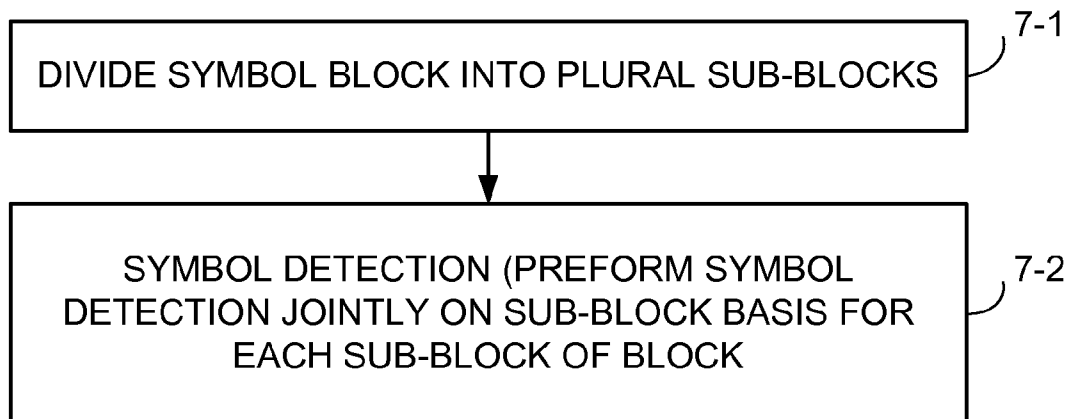 7-1
DIVIDE SYMBOL BLOCK INTO PLURAL SUB-BLOCKS
7-2
SYMBOL DETECTION (PREFORM SYMBOL
DETECTION JOINTLY ON SUB-BLOCK BASIS FOR
EACH SUB-BLOCK OF BLOCK